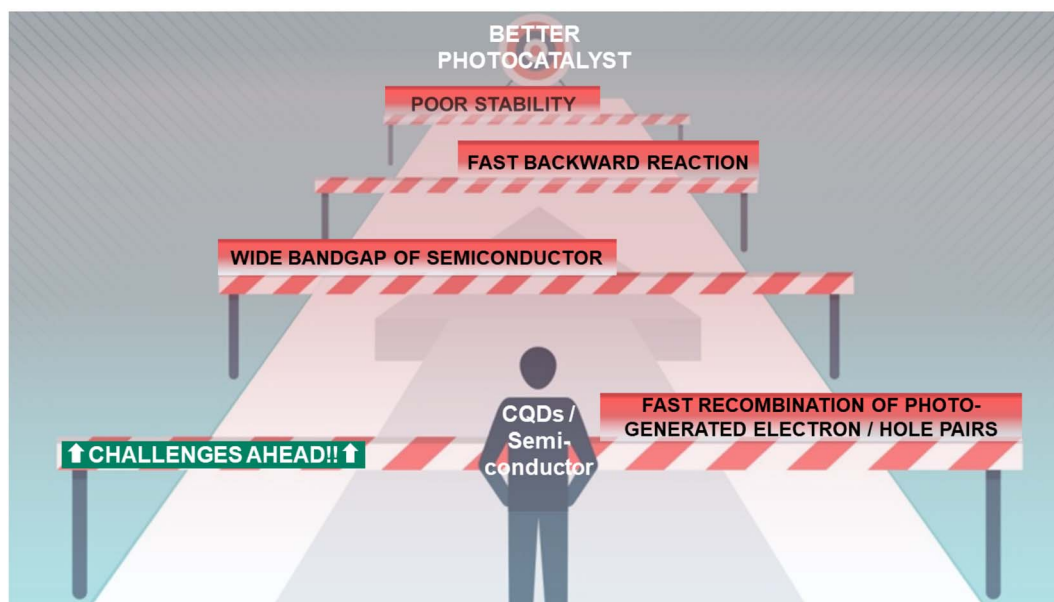 BETTER
PHOTOCATALYST
POOR STABILITY
FAST BACKWARD REACTION
WIDE BANDGAP OF SEMICONDUCTOR
CQDs /
Semi-
conductor
FAST RECOMBINATION OF PHOTO-
GENERATED ELECTRON / HOLE PAIRS
⬆CHALLENGES AHEAD!!⬆